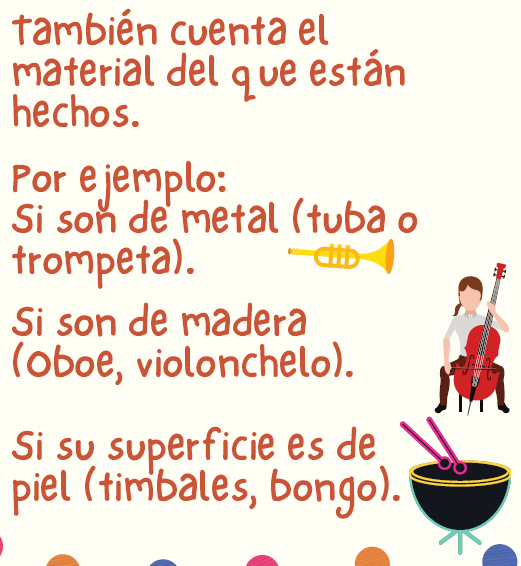 También cuenta el
material del que están
hechos.
Por ejemplo:
Si son de metal (tuba o
trompeta).
Si son de madera
(oboe, violonchelo).
Si su superficie es de
piel (timbales, bongo).